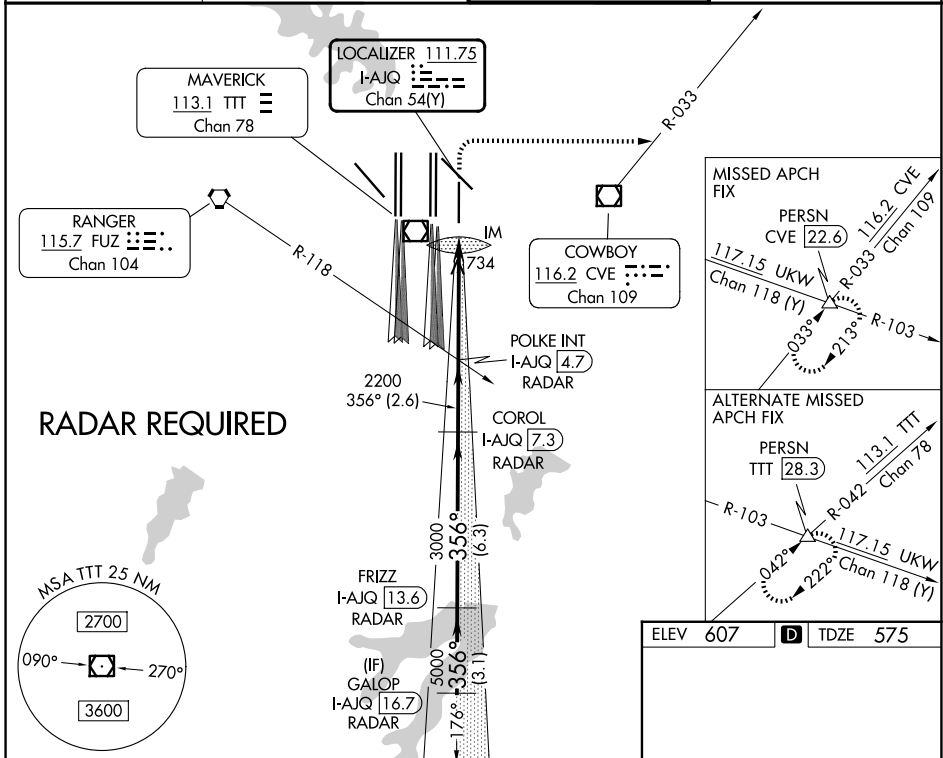 LOCALIZER 111.75
I-AJQ
Chan 54(Y)
MAVERICK
113.1 TTT
Chan 78
R-033
RANGER
115.7 FUZ
Chan 104
R-118
IM
734
COWBOY
116.2 CVE
Chan 109
POLKE INT
I-AJQ 4.7
RADAR
2200
356° (2.6)
RADAR REQUIRED
COROL
I-AJQ 7.3
RADAR
3000
356°
(6.3)
FRIZZ
I-AJQ 13.6
RADAR
5000
356°
(3.1)
(IF)
GALOP
I-AJQ 16.7
RADAR
176°
MSA TTT 25 NM
2700
090°
270°
3600
MISSED APCH
FIX
PERSN
CVE 22.6
116.2 CVE
Chan 109
R-033
117.15 UKW
Chan 118 (Y)
R-103
033°
213°
ALTERNATE MISSED
APCH FIX
PERSN
TTT 28.3
113.1 TTT
Chan 78
R-042
R-103
117.15 UKW
Chan 118 (Y)
042°
222°
ELEV 607 D TDZE 575